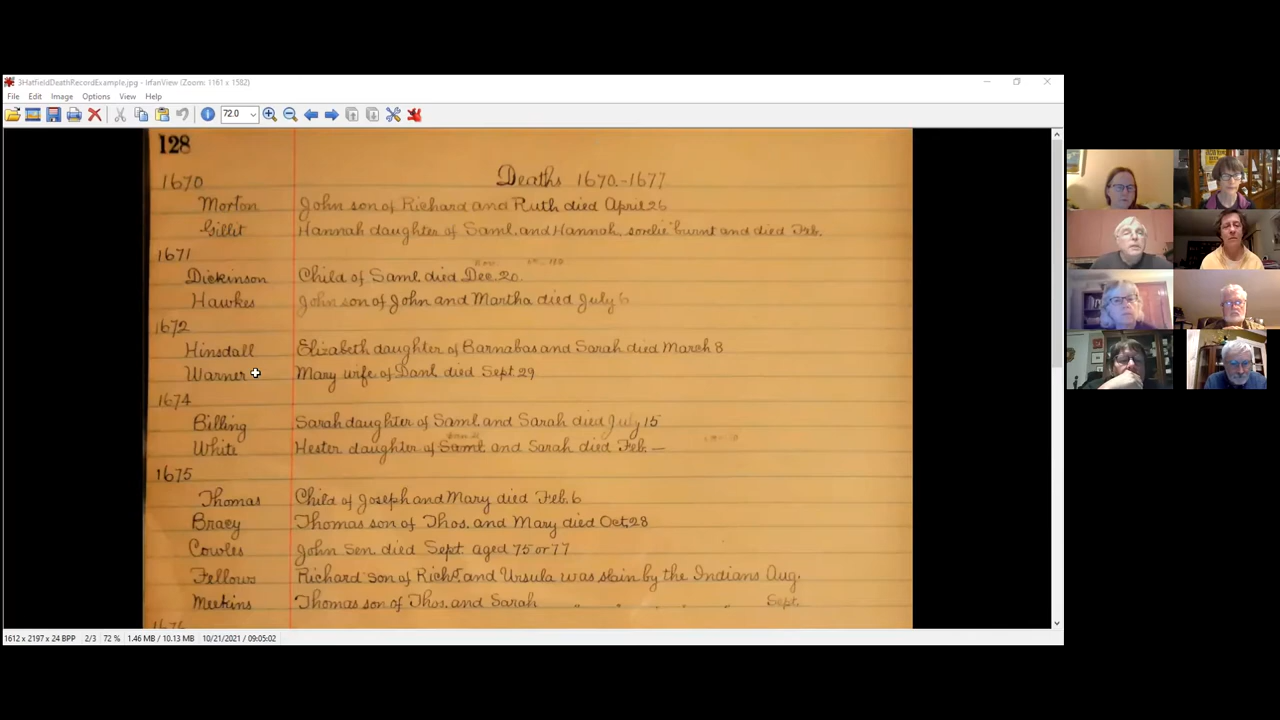 3HatfieldDeathRecordExample.jpg - IrfanView (Zoom: 1161 x 1582)
File Edit Image Options View Help
72.0
128
1670 Deaths 1670.-1677
Morton John son of Richard and Ruth died April 26
Gillit Hannah daughter of Saml. and Hannah, "sordie" burnt and died Feb.
1671
Dickinson Child of Saml. died Dec. 20.
Hawkes John son of John and Martha died July 6
1672
Hinsdall Elizabeth daughter of Barnabas and Sarah died March 8
Warner Mary wife of Danl. died Sept. 29
1674
Billing Sarah daughter of Saml. and Sarah died July 15
White Hester daughter of Saml. and Sarah died Feb. —
1675
Thomas Child of Joseph and Mary died Feb. 6
Bracy Thomas son of Thos. and Mary died Oct. 28
Cowles John Sen. died Sept. aged 75 or 77
Fellows Richard son of Richd. and Ursula was slain by the Indians Aug.
Meekins Thomas son of Thos. and Sarah " " " " Sept.
1676
1612 x 2197 x 24 BPP 2/3 72 % 1.46 MB / 10.13 MB 10/21/2021 / 09:05:02